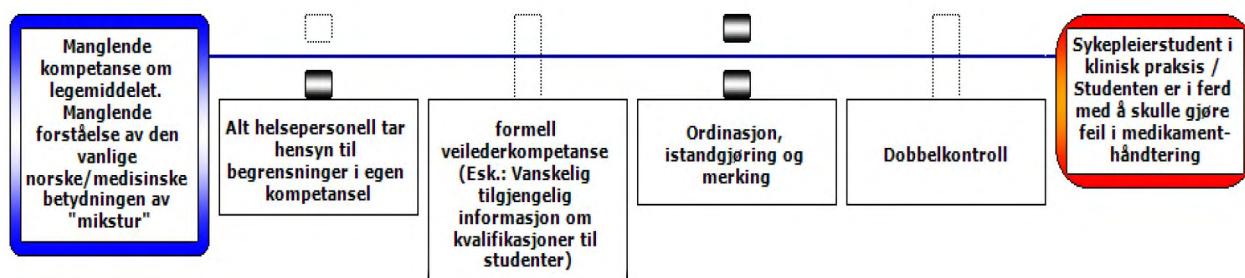 Manglende
kompetanse om
legemiddelet.
Manglende
forståelse av den
vanlige
norske/medisinske
betydningen av
"mikstur"
Alt helsepersonell tar
hensyn til
begrensninger i egen
kompetansel
formell
veilederkompetanse
(Esk.: Vanskelig
tilgjengelig
informasjon om
kvalifikasjoner til
studenter)
Ordinasjon,
istandgjøring og
merking
Dobbelkontroll
Sykepleierstudent i
klinisk praksis /
Studenten er i ferd
med å skulle gjøre
feil i medikament-
håndtering